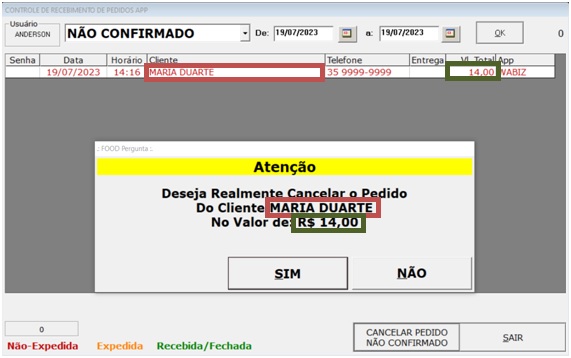 CONTROLE DE RECEBIMENTO DE PEDIDOS APP
Usuário
ANDERSON
NÃO CONFIRMADO
De: 19/07/2023 a: 19/07/2023
OK
0
Senha Data Horário Cliente Telefone Entrega Vl. Total App
19/07/2023 14:16 MARIA DUARTE 35 9999-9999 14,00 WABIZ
.: FOOD Pergunta :.
Atenção
Deseja Realmente Cancelar o Pedido
Do Cliente: MARIA DUARTE
No Valor de: R$ 14,00
SIM NÃO
0
Não-Expedida Expedida Recebida/Fechada
CANCELAR PEDIDO
NÃO CONFIRMADO
SAIR